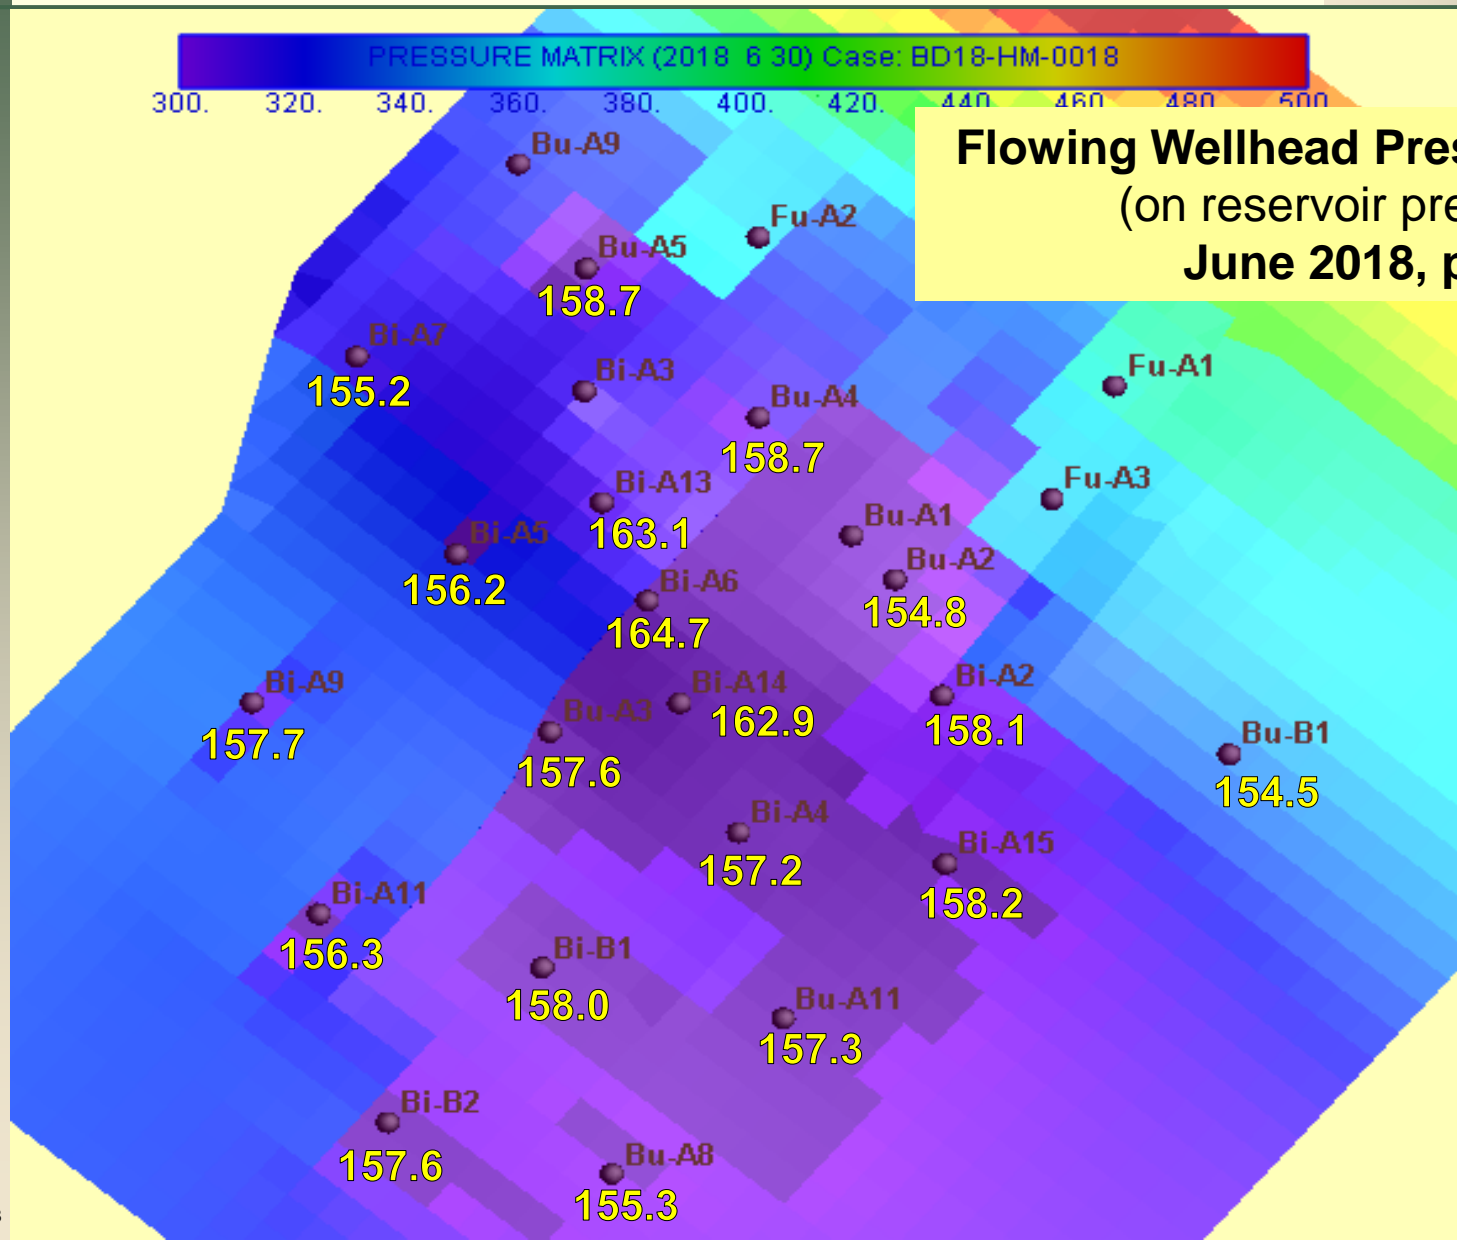 PRESSURE MATRIX (2018 6 30) Case: BD18-HM-0018
300. 320. 340. 360. 380. 400. 420. 440. 460. 480. 500.
Flowing Wellhead Pres
(on reservoir pre
June 2018, p
Bu-A9
Fu-A2
Bu-A5
158.7
Bi-A7
155.2
Bi-A3
Bu-A4
158.7
Fu-A1
Bi-A13
163.1
Fu-A3
Bi-A5
156.2
Bu-A1
Bu-A2
154.8
Bi-A6
164.7
Bi-A9
157.7
Bi-A14
162.9
Bu-A3
157.6
Bi-A2
158.1
Bu-B1
154.5
Bi-A4
157.2
Bi-A15
158.2
Bi-A11
156.3
Bi-B1
158.0
Bu-A11
157.3
Bi-B2
157.6
Bu-A8
155.3